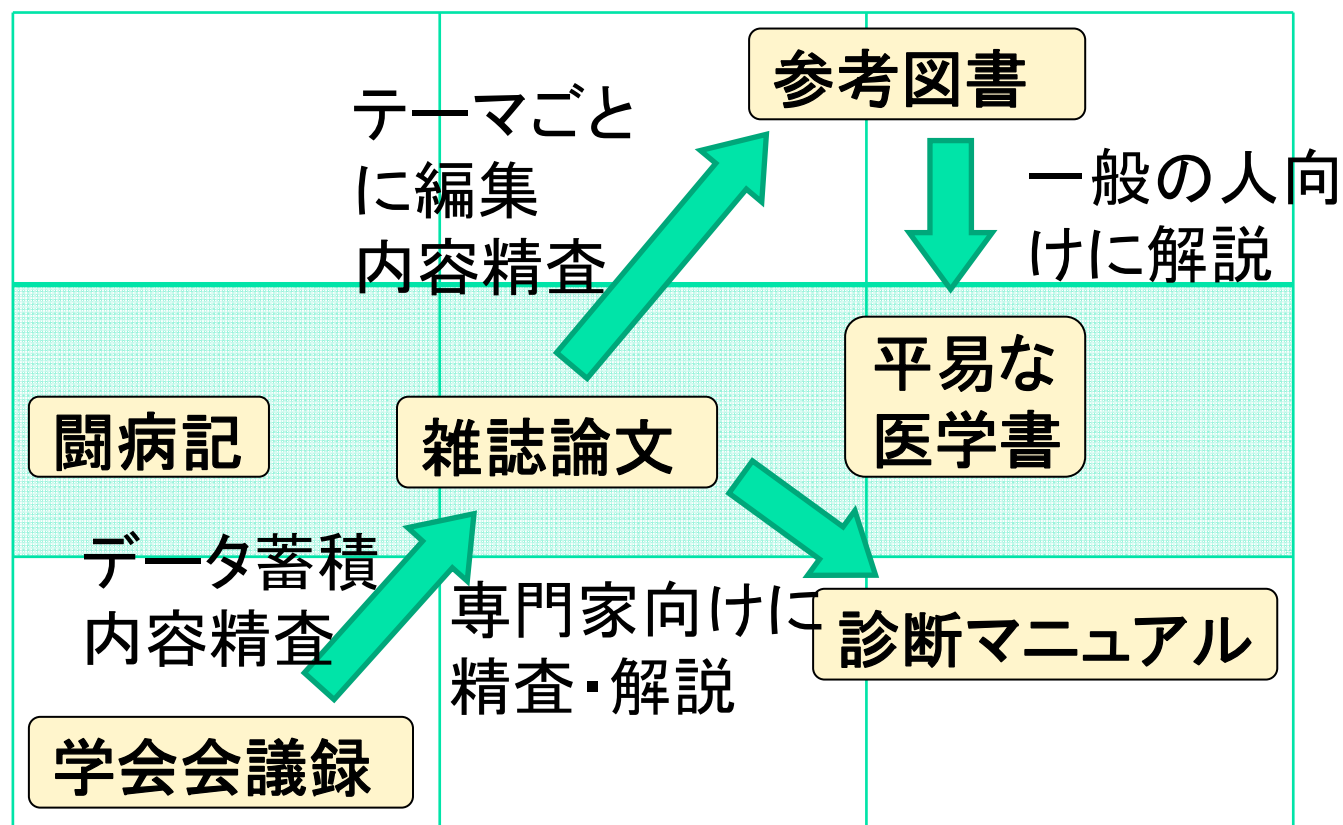 参考図書
テーマごと
に編集
内容精査
一般の人向
けに解説
平易な
医学書
闘病記
雑誌論文
データ蓄積
内容精査
専門家向けに
精査・解説
診断マニュアル
学会会議録